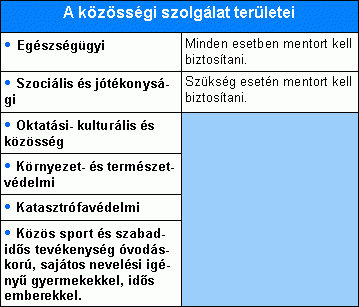 A közösségi szolgálat területei
• Egészségügyi
Minden esetben mentort kell
biztosítani.
• Szociális és jótékonysá-
gi
Szükség esetén mentort kell
biztosítani.
• Oktatási- kulturális és
közösség
• Környezet- és természet-
védelmi
• Katasztrófavédelmi
• Közös sport és szabad-
idős tevékenység óvodás-
korú, sajátos nevelési igé-
nyű gyermekekkel, idős
emberekkel.